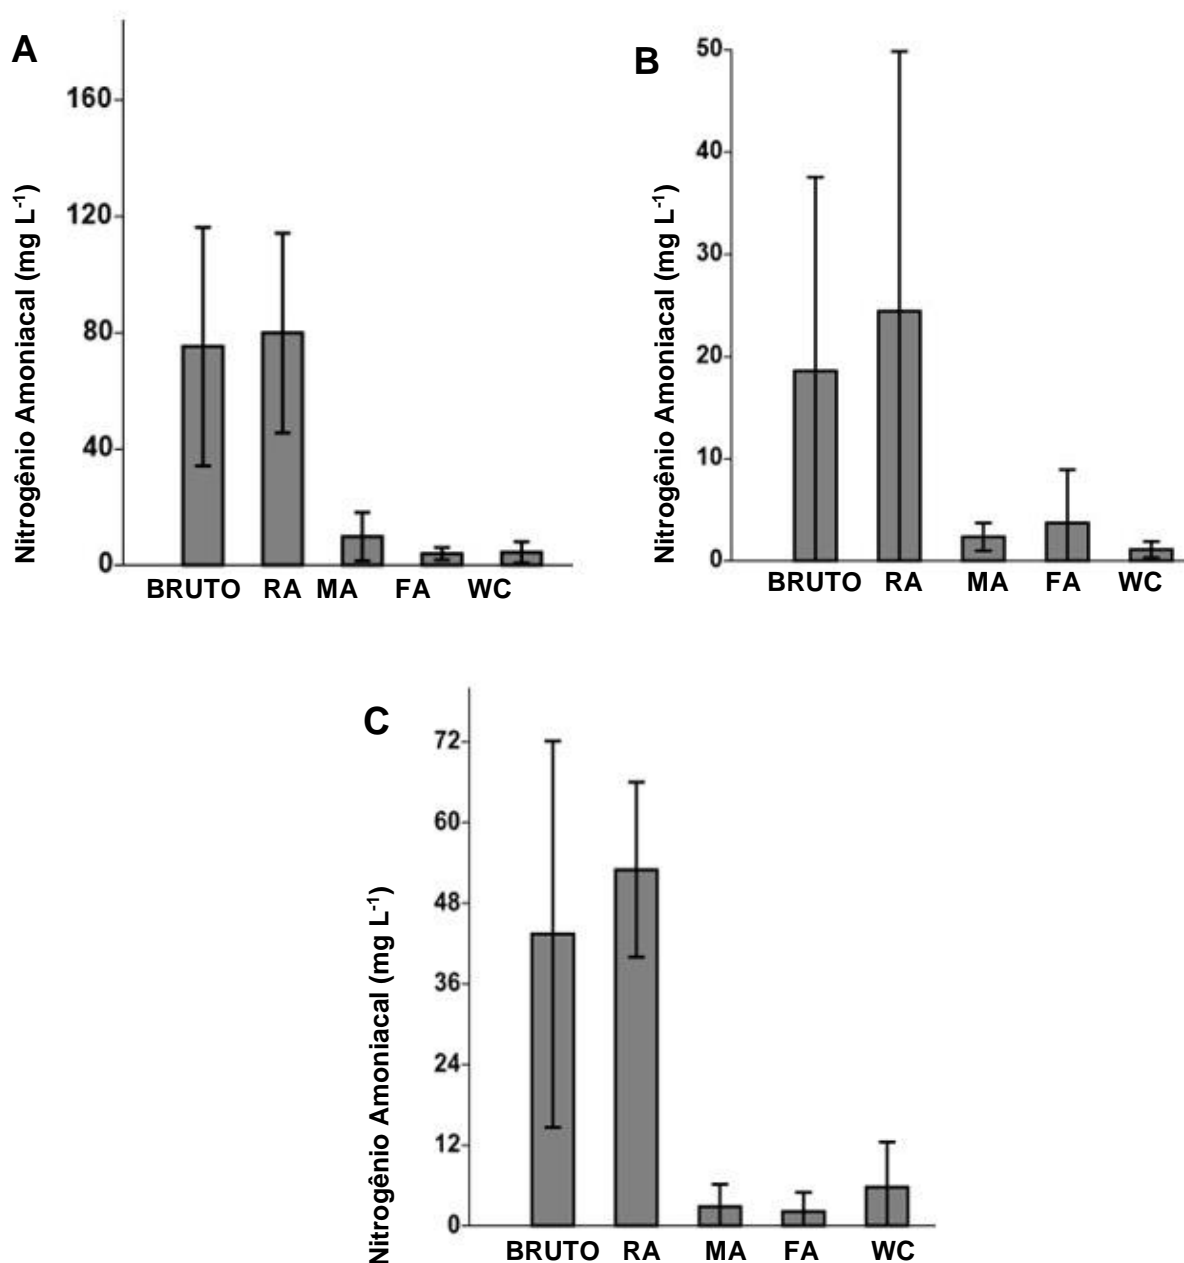 A
Nitrogênio Amoniacal (mg L-1)
160
120
80
40
0
BRUTO RA MA FA WC
B
Nitrogênio Amoniacal (mg L-1)
50
40
30
20
10
0
BRUTO RA MA FA WC
C
Nitrogênio Amoniacal (mg L-1)
72
60
48
36
24
12
0
BRUTO RA MA FA WC